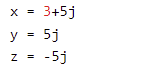 x = 3+5j
y = 5j
z = -5j